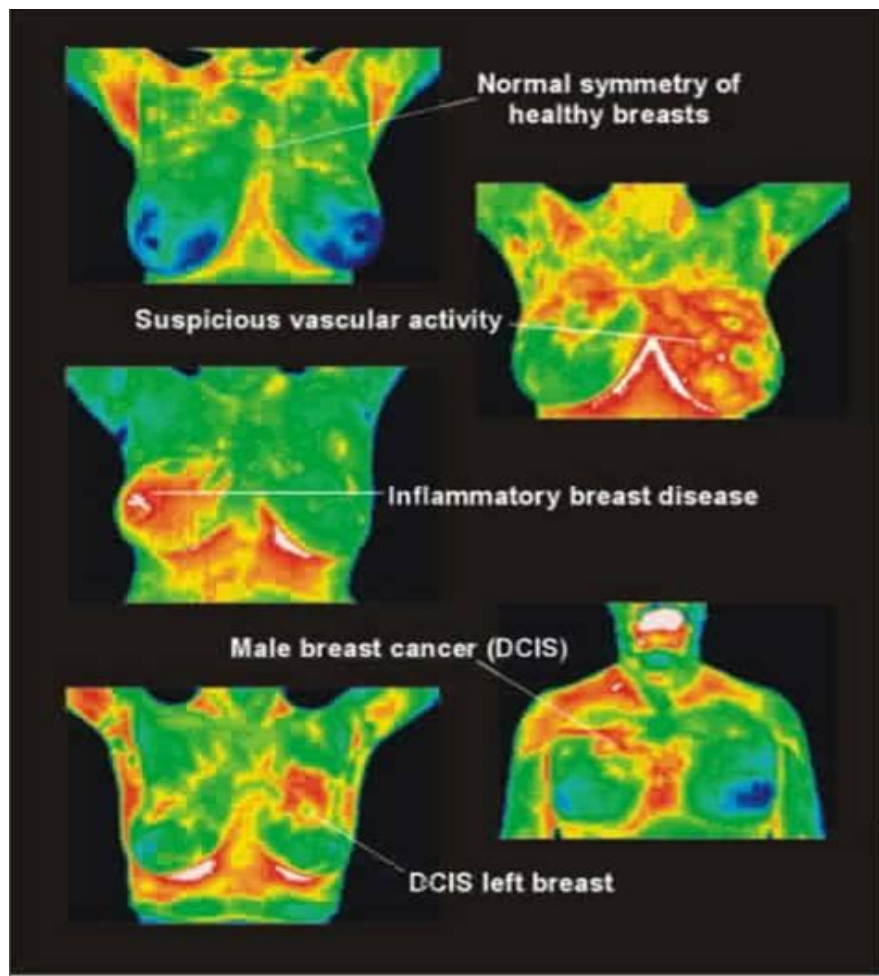 Normal symmetry of
healthy breasts
Suspicious vascular activity
Inflammatory breast disease
Male breast cancer (DCIS)
DCIS left breast